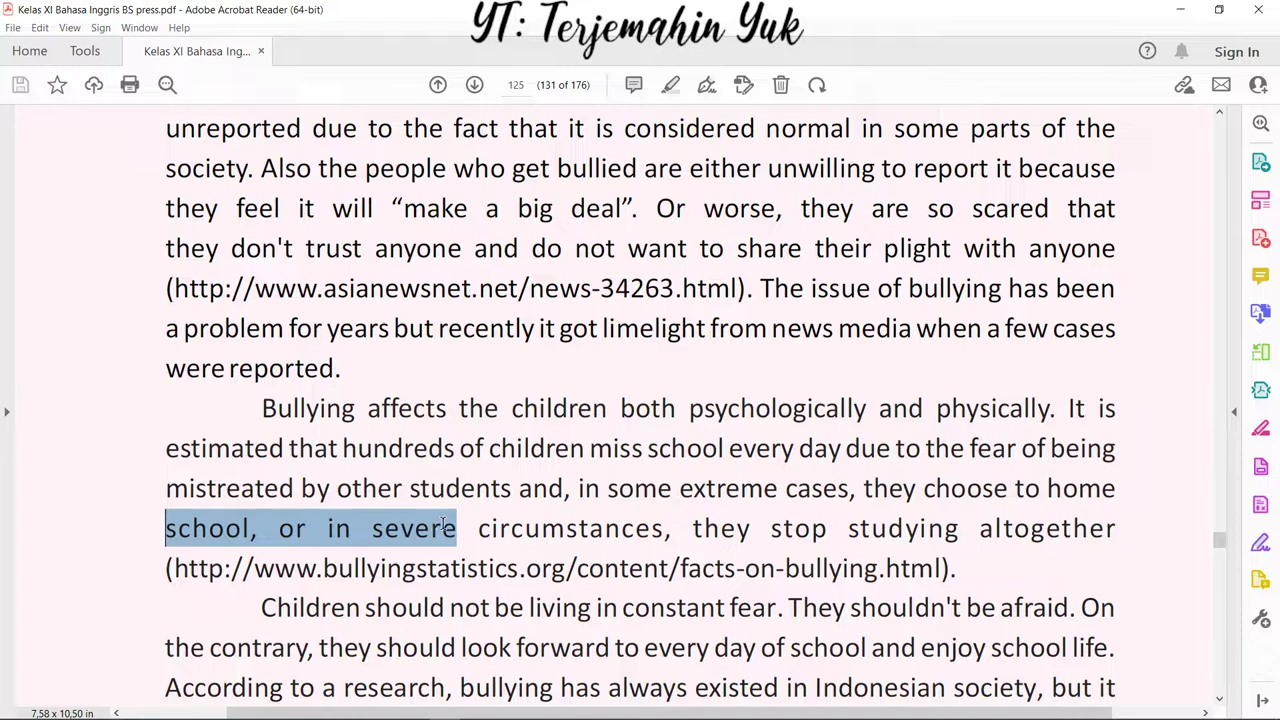 Kelas XI Bahasa Inggris BS press.pdf - Adobe Acrobat Reader (64-bit)
YT: Terjemahin Yuk
File Edit View Sign Window Help
Home Tools Kelas XI Bahasa Ing... × Sign In
125 (131 of 176)
unreported due to the fact that it is considered normal in some parts of the
society. Also the people who get bullied are either unwilling to report it because
they feel it will “make a big deal”. Or worse, they are so scared that
they don't trust anyone and do not want to share their plight with anyone
(http://www.asianewsnet.net/news-34263.html). The issue of bullying has been
a problem for years but recently it got limelight from news media when a few cases
were reported.
Bullying affects the children both psychologically and physically. It is
estimated that hundreds of children miss school every day due to the fear of being
mistreated by other students and, in some extreme cases, they choose to home
school, or in severe circumstances, they stop studying altogether
(http://www.bullyingstatistics.org/content/facts-on-bullying.html).
Children should not be living in constant fear. They shouldn't be afraid. On
the contrary, they should look forward to every day of school and enjoy school life.
According to a research, bullying has always existed in Indonesian society, but it
7,58 x 10,50 in